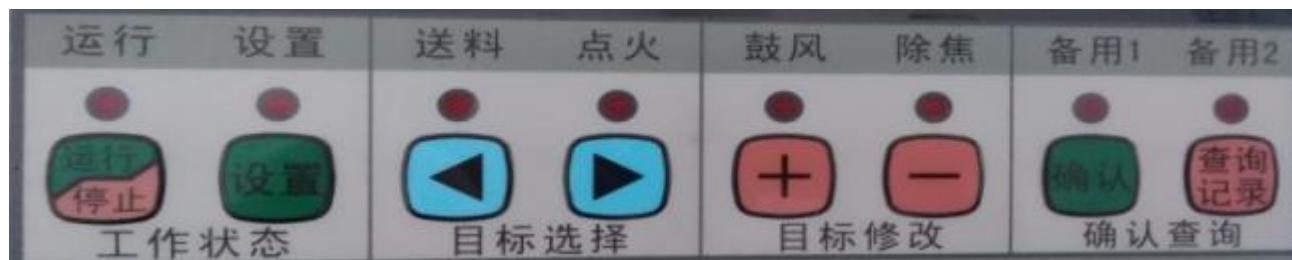 运行 设置 送料 点火 鼓风 除焦 备用1 备用2
运行 设置 ◀ ▶ + − 确认 查询
停止 记录
工作状态 目标选择 目标修改 确认查询